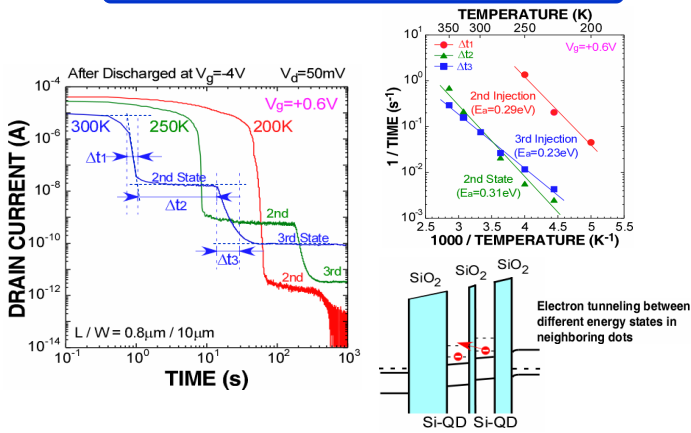 After Discharged at Vg=-4V Vd=50mV
Vg=+0.6V
300K
250K
200K
Δt1
2nd State
Δt2
2nd
3rd State
Δt3
2nd
3rd
L / W = 0.8μm / 10μm
10-4
10-6
10-8
10-10
10-12
10-14
DRAIN CURRENT (A)
10-1
100
101
102
103
TIME (s)
TEMPERATURE (K)
350
300
250
200
Vg=+0.6V
Δt1
Δt2
Δt3
2nd Injection
(Ea=0.29eV)
3rd Injection
(Ea=0.23eV)
2nd State
(Ea=0.31eV)
101
100
10-1
10-2
10-3
1 / TIME (s-1)
2.5 3 3.5 4 4.5 5 5.5
1000 / TEMPERATURE (K-1)
SiO2
SiO2
SiO2
Electron tunneling between
different energy states in
neighboring dots
Si-QD
Si-QD